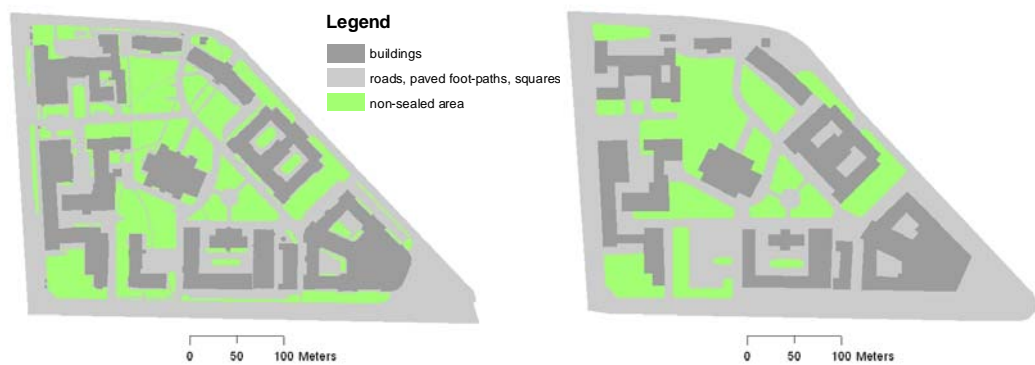 Legend
buildings
roads, paved foot-paths, squares
non-sealed area
0 50 100 Meters
0 50 100 Meters